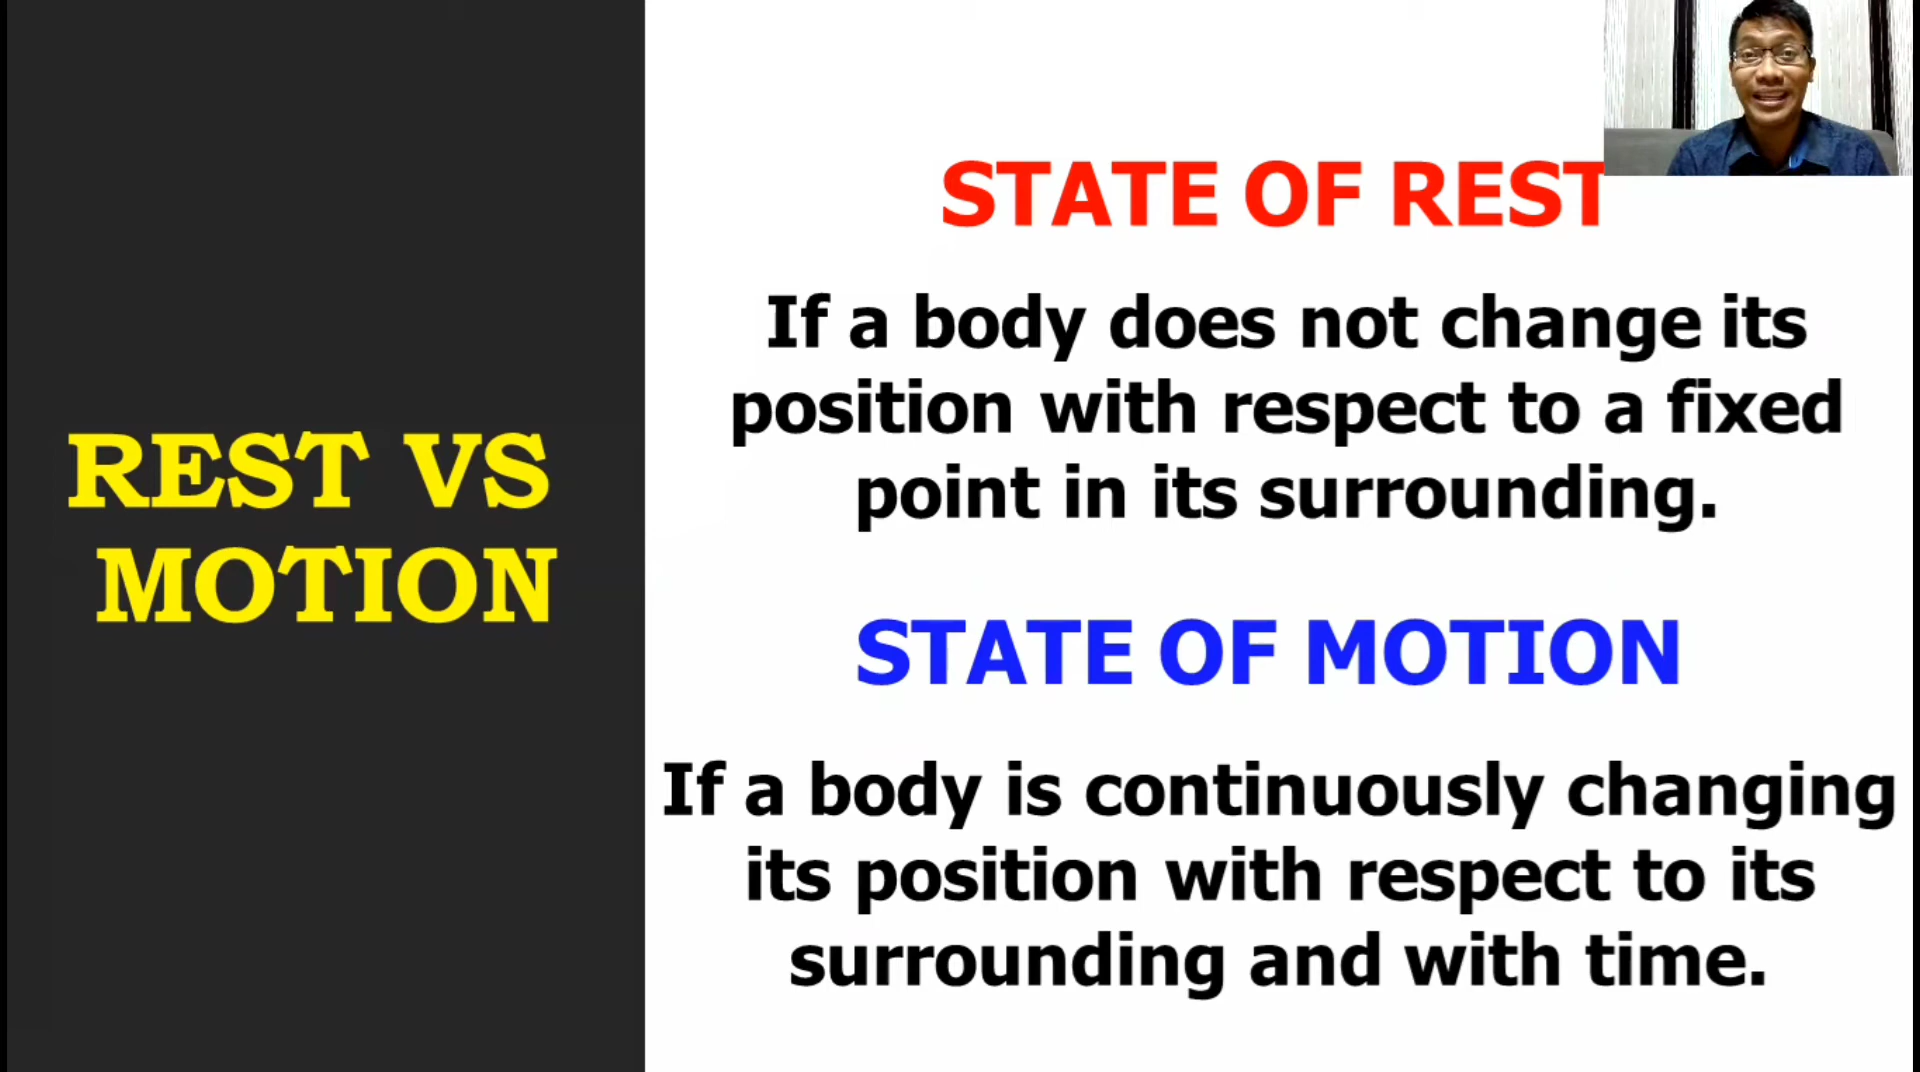 REST VS
MOTION
STATE OF REST
If a body does not change its
position with respect to a fixed
point in its surrounding.
STATE OF MOTION
If a body is continuously changing
its position with respect to its
surrounding and with time.